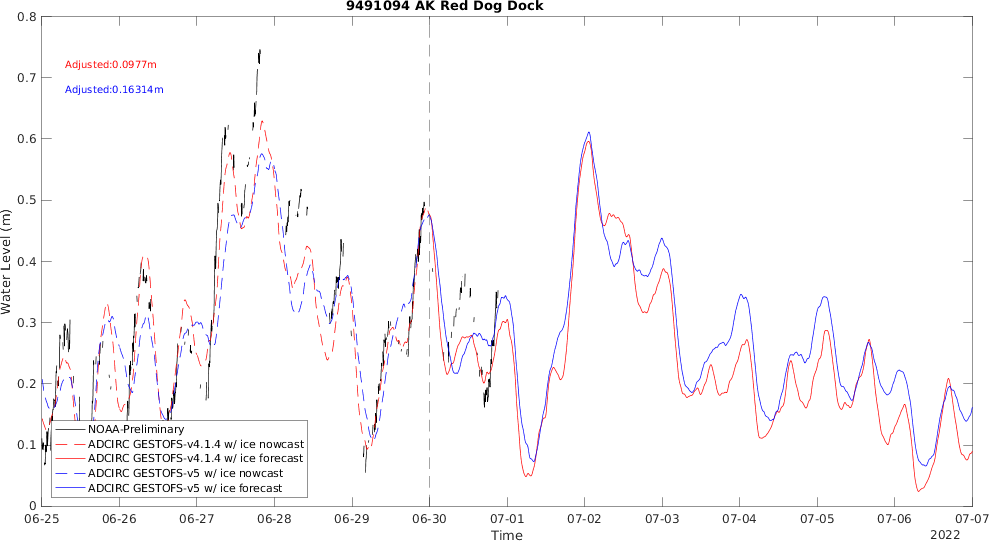 9491094 AK Red Dog Dock
Adjusted:0.0977m
Adjusted:0.16314m
Water Level (m)
0.8
0.7
0.6
0.5
0.4
0.3
0.2
0.1
0
NOAA-Preliminary
ADCIRC GESTOFS-v4.1.4 w/ ice nowcast
ADCIRC GESTOFS-v4.1.4 w/ ice forecast
ADCIRC GESTOFS-v5 w/ ice nowcast
ADCIRC GESTOFS-v5 w/ ice forecast
06-25 06-26 06-27 06-28 06-29 06-30 07-01 07-02 07-03 07-04 07-05 07-06 07-07
Time
2022